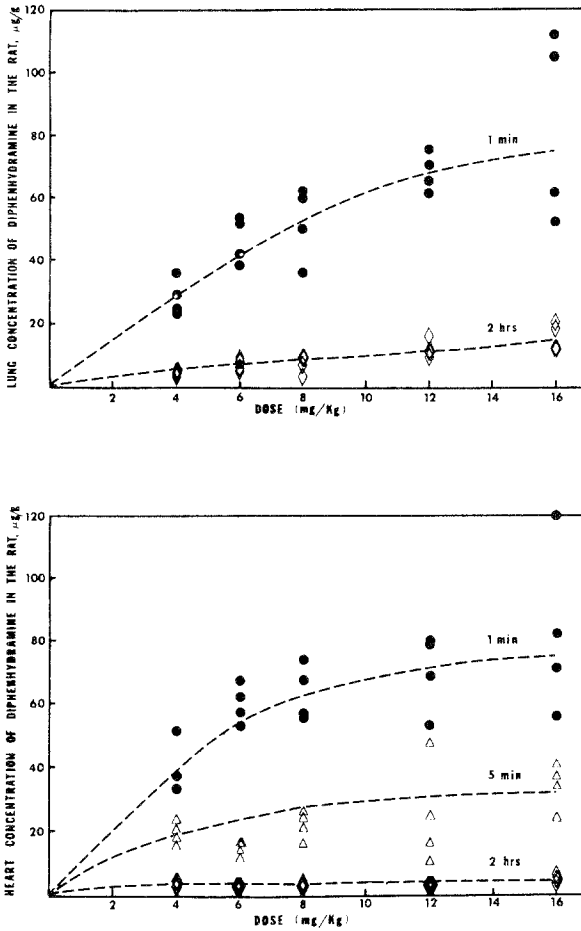 LUNG CONCENTRATION OF DIPHENHYDRAMINE IN THE RAT, µg/g
120
100
80
60
40
20
1 min
2 hrs
2 4 6 8 10 12 14 16
DOSE (mg/Kg)
HEART CONCENTRATION OF DIPHENHYDRAMINE IN THE RAT, µg/g
120
100
80
60
40
20
0
1 min
5 min
2 hrs
2 4 6 8 10 12 14 16
DOSE (mg/Kg)